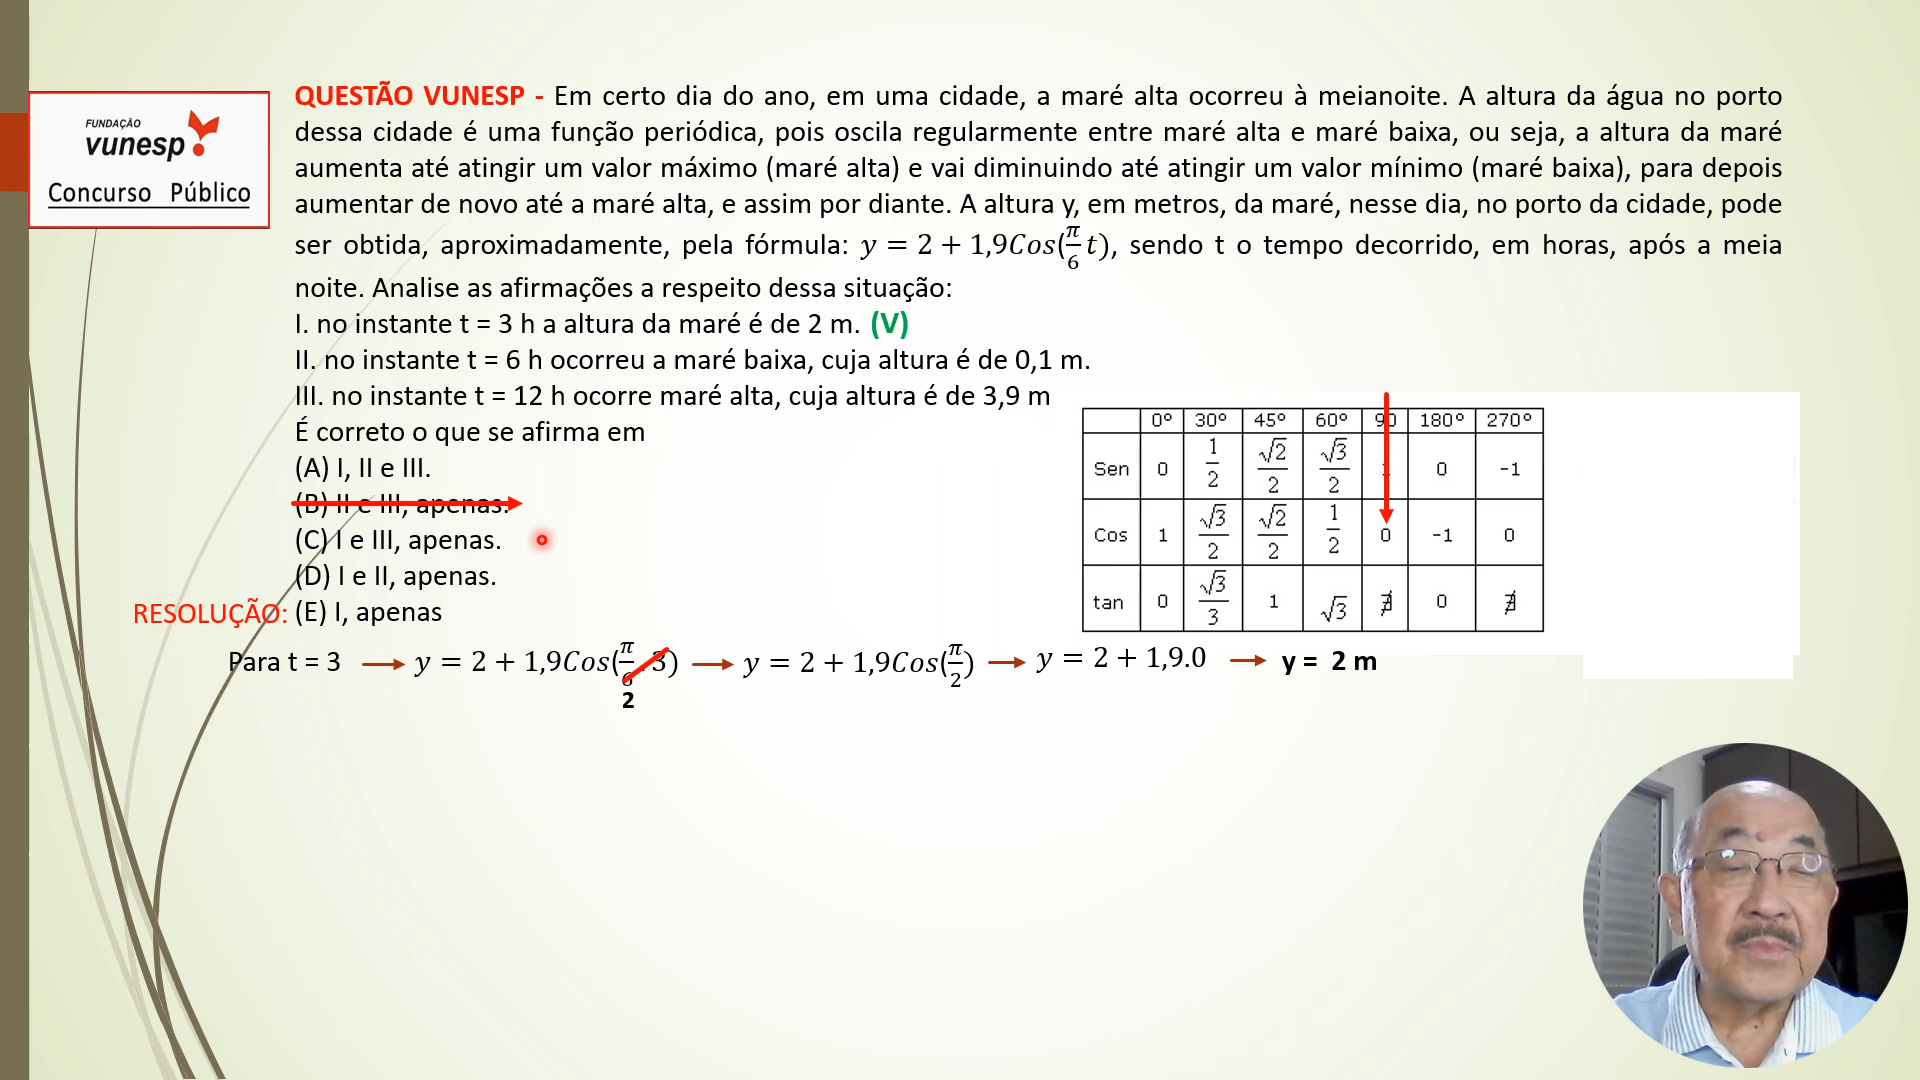 FUNDAÇÃO
vunesp
Concurso Público
QUESTÃO VUNESP - Em certo dia do ano, em uma cidade, a maré alta ocorreu à meianoite. A altura da água no porto
dessa cidade é uma função periódica, pois oscila regularmente entre maré alta e maré baixa, ou seja, a altura da maré
aumenta até atingir um valor máximo (maré alta) e vai diminuindo até atingir um valor mínimo (maré baixa), para depois
aumentar de novo até a maré alta, e assim por diante. A altura y, em metros, da maré, nesse dia, no porto da cidade, pode
ser obtida, aproximadamente, pela fórmula: y = 2 + 1,9Cos(π/6 t), sendo t o tempo decorrido, em horas, após a meia
noite. Analise as afirmações a respeito dessa situação:
I. no instante t = 3 h a altura da maré é de 2 m. (V)
II. no instante t = 6 h ocorreu a maré baixa, cuja altura é de 0,1 m.
III. no instante t = 12 h ocorre maré alta, cuja altura é de 3,9 m
É correto o que se afirma em
(A) I, II e III.
(B) II e III, apenas.
(C) I e III, apenas.
(D) I e II, apenas.
RESOLUÇÃO: (E) I, apenas
0º 30º 45º 60º 90 180º 270º
Sen 0 1/2 √2/2 √3/2 1 0 -1
Cos 1 √3/2 √2/2 1/2 0 -1 0
tan 0 √3/3 1 √3 ∄ 0 ∄
Para t = 3 → y = 2 + 1,9Cos(π/6 . 3) → y = 2 + 1,9Cos(π/2) → y = 2 + 1,9.0 → y = 2 m
2